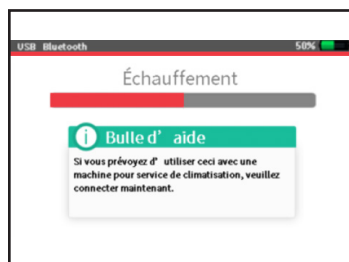 USB Bluetooth 50%
Échauffement
i Bulle d' aide
Si vous prévoyez d' utiliser ceci avec une
machine pour service de climatisation, veuillez
connecter maintenant.